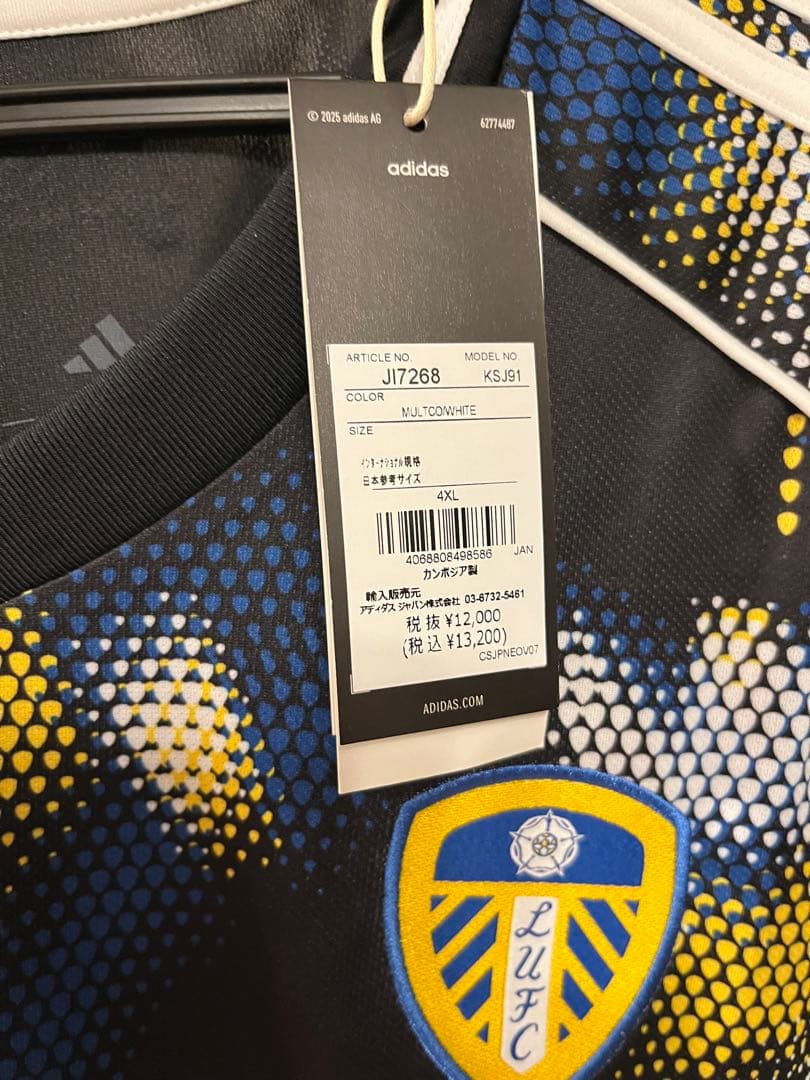 © 2025 adidas AG
62774487
adidas
ARTICLE NO. MODEL NO.
JI7268 KSJ91
COLOR
MULTCO/WHITE
SIZE
インターナショナル規格
日本参考サイズ
4XL
4068808498586 JAN
カンボジア製
輸入販売元
アディダス ジャパン株式会社 03-6732-5461
税抜 ¥12,000
(税込 ¥13,200)
CSJPNEOV07
ADIDAS.COM
L
U
F
C